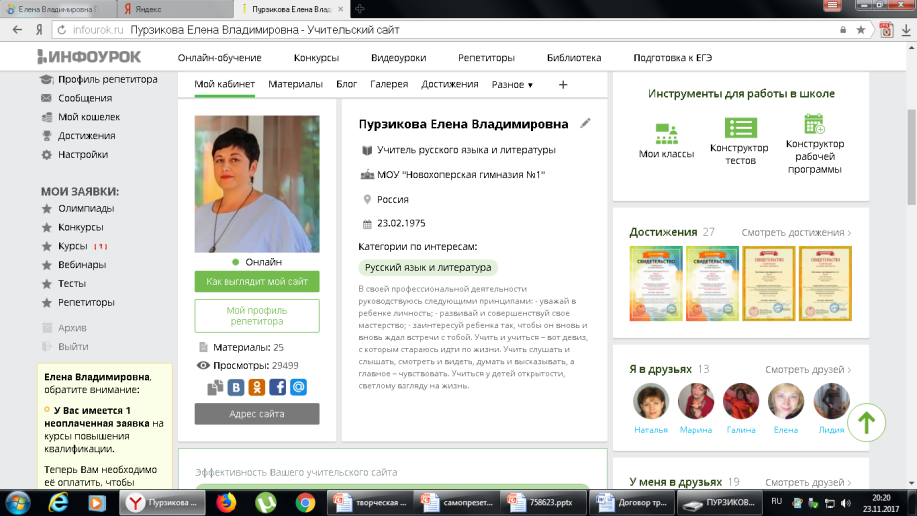 Елена Владимировна
Яндекс
Пурзикова Елена Влад
infourok.ru Пурзикова Елена Владимировна - Учительский сайт
ИНФОУРОК
Онлайн-обучение Конкурсы Видеоуроки Репетиторы Библиотека Подготовка к ЕГЭ
Профиль репетитора
Сообщения
Мой кошелек
Достижения
Настройки
МОИ ЗАЯВКИ:
Олимпиады
Конкурсы
Курсы (1)
Вебинары
Тесты
Репетиторы
Архив
Выйти
Елена Владимировна,
обратите внимание:
У Вас имеется 1
неоплаченная заявка на
курсы повышения
квалификации.
Теперь Вам необходимо
её оплатить, чтобы
Мой кабинет Материалы Блог Галерея Достижения Разное
Онлайн
Как выглядит мой сайт
Мой профиль
репетитора
Материалы: 25
Просмотры: 29499
Адрес сайта
Пурзикова Елена Владимировна
Учитель русского языка и литературы
МОУ "Новохоперская гимназия №1"
Россия
23.02.1975
Категории по интересам:
Русский язык и литература
В своей профессиональной деятельности
руководствуюсь следующими принципами: - уважай в
ребенке личность; - развивай и совершенствуй свое
мастерство; - заинтересуй ребенка так, чтобы он вновь и
вновь ждал встречи с тобой. Учить и учиться – вот девиз,
с которым стараюсь идти по жизни. Учить слушать и
слышать, смотреть и видеть, думать и высказывать, а
главное – чувствовать. Учиться у детей открытости,
светлому взгляду на жизнь.
Эффективность Вашего учительского сайта
Инструменты для работы в школе
Мои классы
Конструктор
тестов
Конструктор
рабочей
программы
Достижения 27 Смотреть достижения
СВИДЕТЕЛЬСТВО
СВИДЕТЕЛЬСТВО
Я в друзьях 13 Смотреть друзей
Наталья Марина Галина Елена Лидия
У меня в друзьях 19 Смотреть друзей
Пурзикова ...
творческая ...
самопрезет...
758623.pptx
Договор тр...
ПУРЗИКОВ...
RU
20:20
23.11.2017